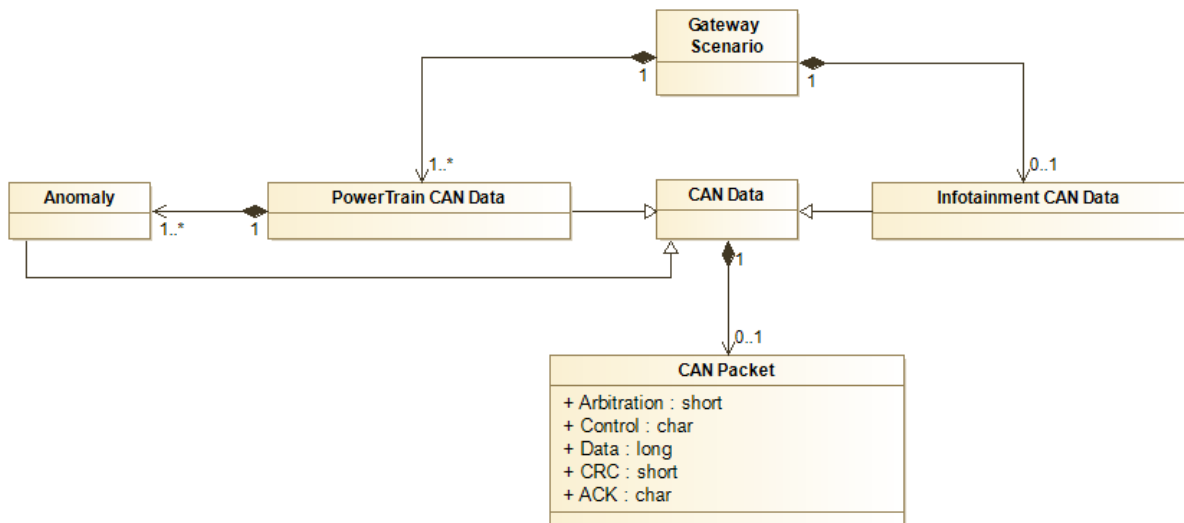 Gateway
Scenario
1
1
1..*
0..1
Anomaly
PowerTrain CAN Data
CAN Data
Infotainment CAN Data
1..*
1
1
0..1
CAN Packet
+ Arbitration : short
+ Control : char
+ Data : long
+ CRC : short
+ ACK : char